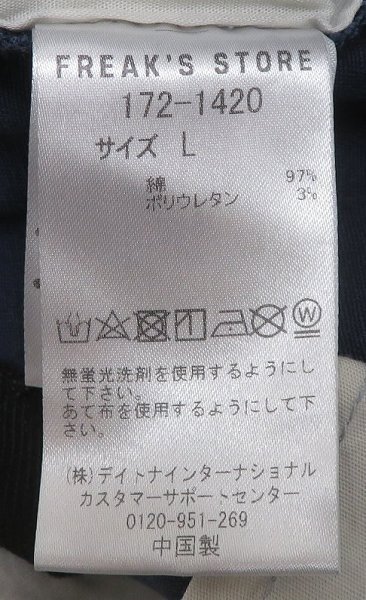 FREAK'S STORE
172-1420
サイズ L
綿 97%
ポリウレタン 3%
無蛍光洗剤を使用するようにし
て下さい。
あて布を使用するようにして下
さい。
(株)デイトナインターナショナル
カスタマーサポートセンター
0120-951-269
中国製